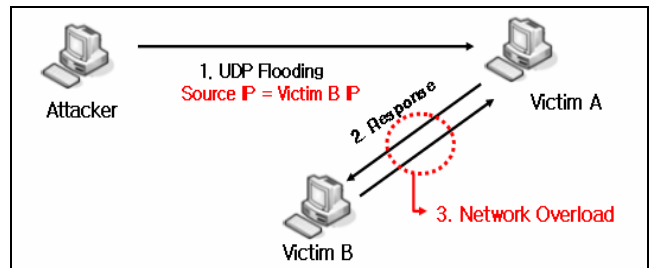 1. UDP Flooding
Source IP = Victim B IP
Attacker
2. Response
Victim A
3. Network Overload
Victim B